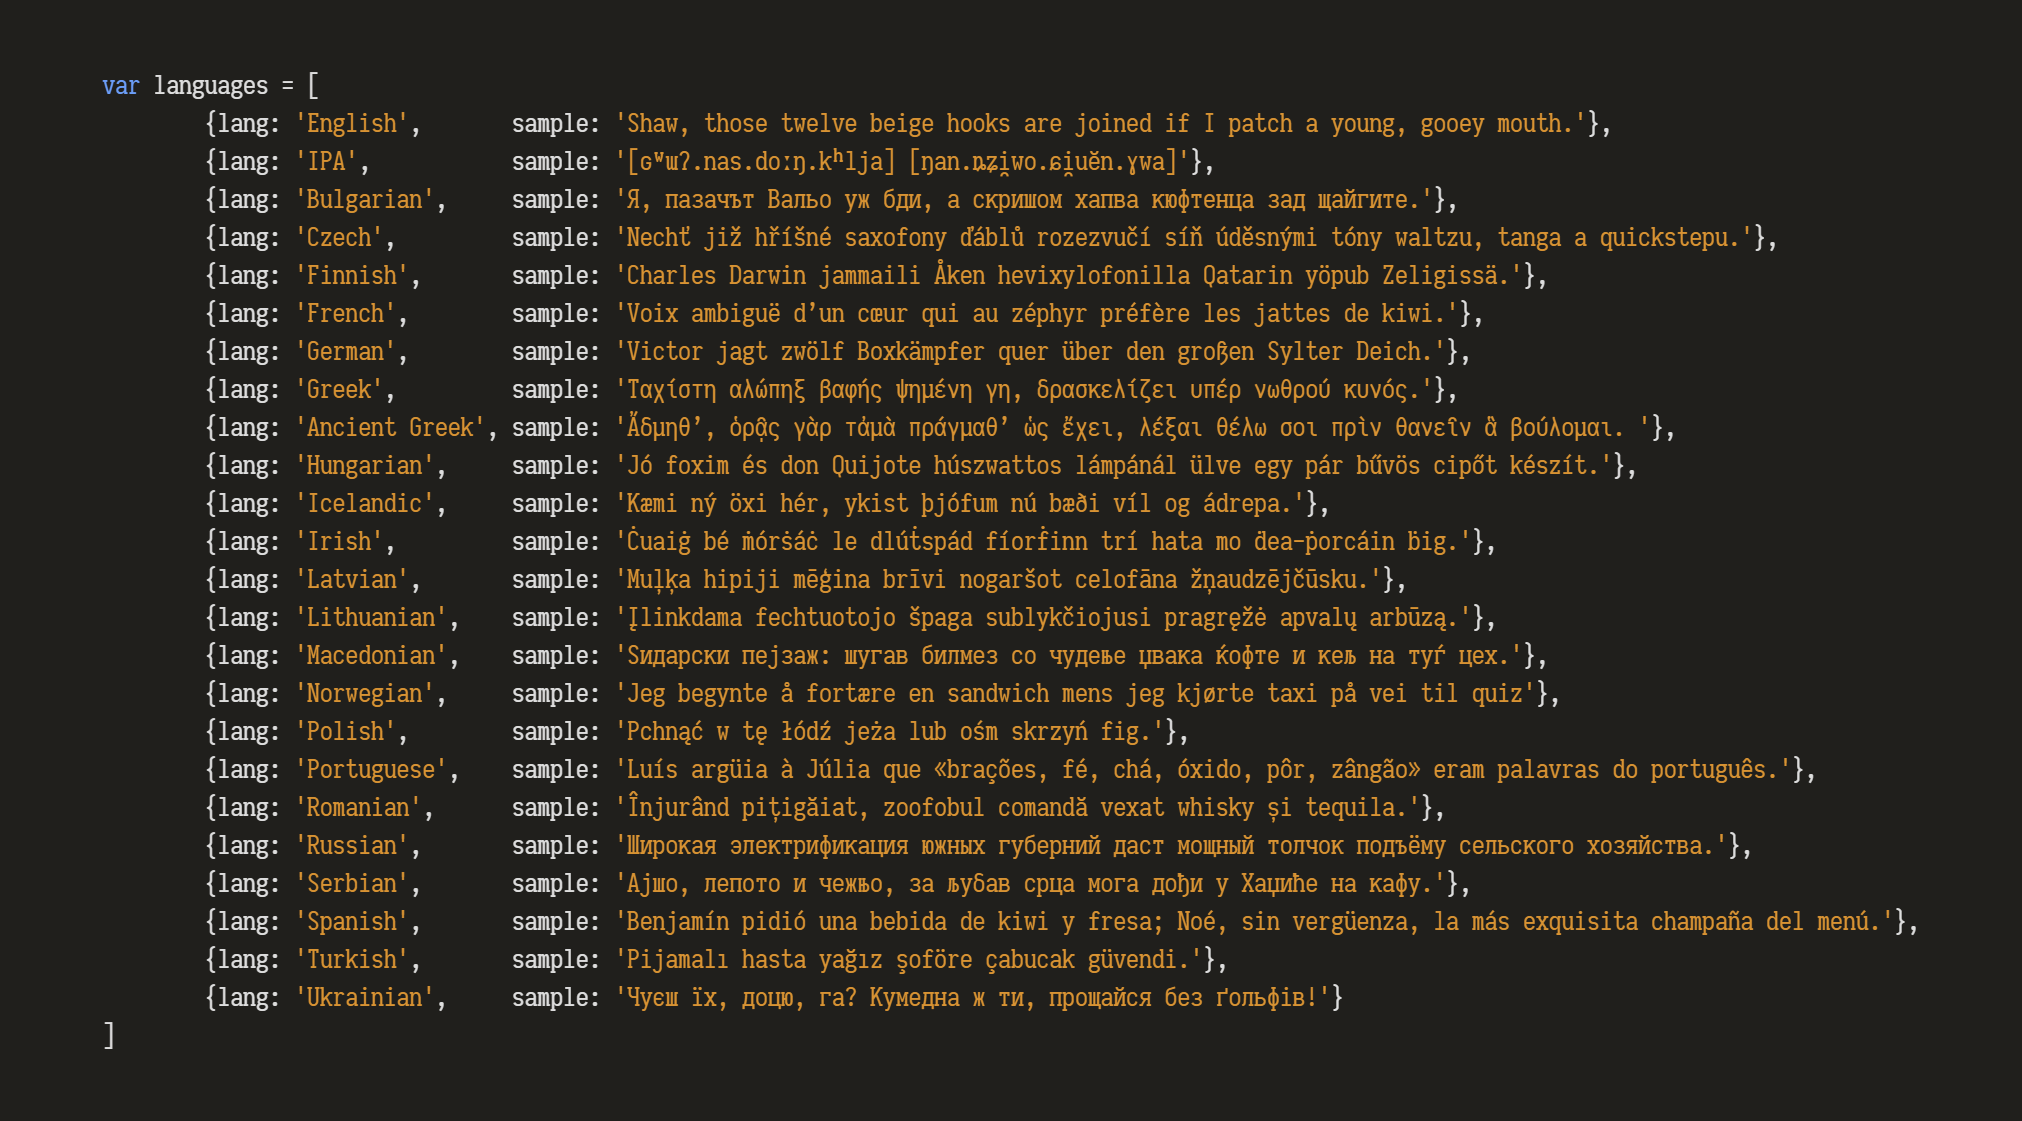 var languages = [
{lang: 'English', sample: 'Shaw, those twelve beige hooks are joined if I patch a young, gooey mouth.'},
{lang: 'IPA', sample: '[ɢʷɯʔ.nas.doːŋ.kʰlja] [ŋan.ȵʑi̯wo.ɕi̯uĕn.ɣwa]'},
{lang: 'Bulgarian', sample: 'Я, пазачът Вальо уж бди, а скришом хапва кюфтенца зад щайгите.'},
{lang: 'Czech', sample: 'Nechť již hříšné saxofony ďáblů rozezvučí síň úděsnými tóny waltzu, tanga a quickstepu.'},
{lang: 'Finnish', sample: 'Charles Darwin jammaili Åken hevixylofonilla Qatarin yöpub Zeligissä.'},
{lang: 'French', sample: 'Voix ambiguë d’un cœur qui au zéphyr préfère les jattes de kiwi.'},
{lang: 'German', sample: 'Victor jagt zwölf Boxkämpfer quer über den großen Sylter Deich.'},
{lang: 'Greek', sample: 'Ταχίστη αλώπηξ βαφής ψημένη γη, δρασκελίζει υπέρ νωθρού κυνός.'},
{lang: 'Ancient Greek', sample: 'Ἄδμηθ’, ὁρᾷς γὰρ τἀμὰ πράγμαθ’ ὡς ἔχει, λέξαι θέλω σοι πρὶν θανεῖν ἃ βούλομαι. '},
{lang: 'Hungarian', sample: 'Jó foxim és don Quijote húszwattos lámpánál ülve egy pár bűvös cipőt készít.'},
{lang: 'Icelandic', sample: 'Kæmi ný öxi hér, ykist þjófum nú bæði víl og ádrepa.'},
{lang: 'Irish', sample: 'Ċuaiġ bé ṁórṡáċ le dlúṫspád fíorḟinn trí hata mo ḋea-ṗorcáin ḃig.'},
{lang: 'Latvian', sample: 'Muļķa hipiji mēģina brīvi nogaršot celofāna žņaudzējčūsku.'},
{lang: 'Lithuanian', sample: 'Įlinkdama fechtuotojo špaga sublykčiojusi pragręžė apvalų arbūzą.'},
{lang: 'Macedonian', sample: 'Ѕидарски пејзаж: шугав билмез со чудење џвака ќофте и кељ на туѓ цех.'},
{lang: 'Norwegian', sample: 'Jeg begynte å fortære en sandwich mens jeg kjørte taxi på vei til quiz'},
{lang: 'Polish', sample: 'Pchnąć w tę łódź jeża lub ośm skrzyń fig.'},
{lang: 'Portuguese', sample: 'Luís argüia à Júlia que «brações, fé, chá, óxido, pôr, zângão» eram palavras do português.'},
{lang: 'Romanian', sample: 'Înjurând pițigăiat, zoofobul comandă vexat whisky și tequila.'},
{lang: 'Russian', sample: 'Широкая электрификация южных губерний даст мощный толчок подъёму сельского хозяйства.'},
{lang: 'Serbian', sample: 'Ајшо, лепото и чежњо, за љубав срца мога дођи у Хаџиће на кафу.'},
{lang: 'Spanish', sample: 'Benjamín pidió una bebida de kiwi y fresa; Noé, sin vergüenza, la más exquisita champaña del menú.'},
{lang: 'Turkish', sample: 'Pijamalı hasta yağız şoföre çabucak güvendi.'},
{lang: 'Ukrainian', sample: 'Чуєш їх, доцю, га? Кумедна ж ти, прощайся без ґольфів!'}
]